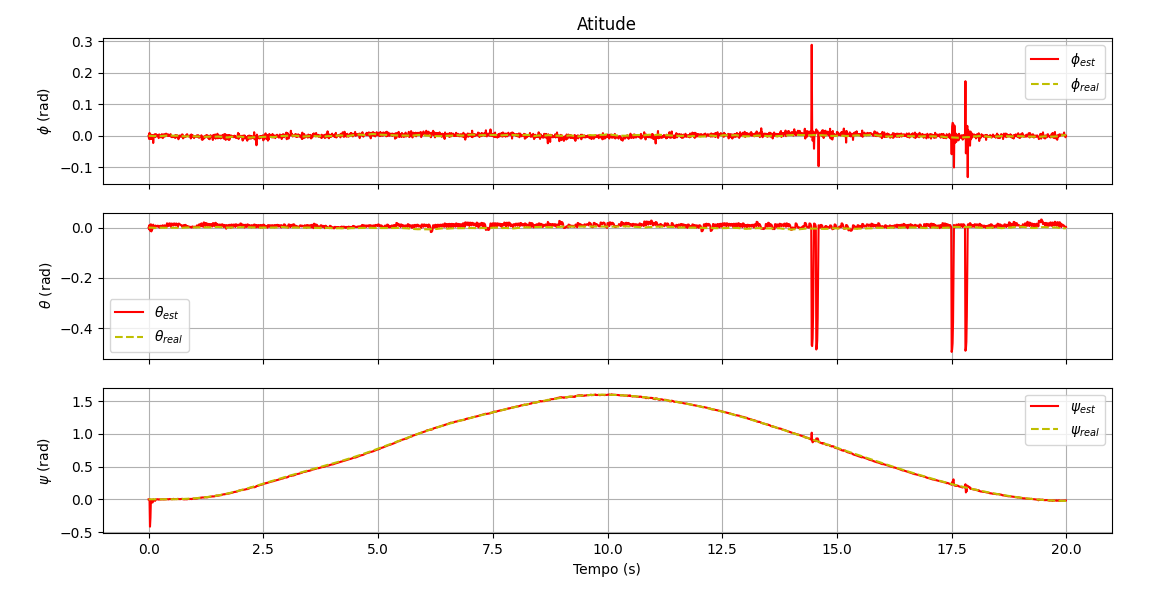 Atitude
0.3
0.2
0.1
0.0
−0.1
ϕ (rad)
ϕest
ϕreal
0.0
−0.2
−0.4
θ (rad)
θest
θreal
1.5
1.0
0.5
0.0
−0.5
ψ (rad)
ψest
ψreal
0.0 2.5 5.0 7.5 10.0 12.5 15.0 17.5 20.0
Tempo (s)